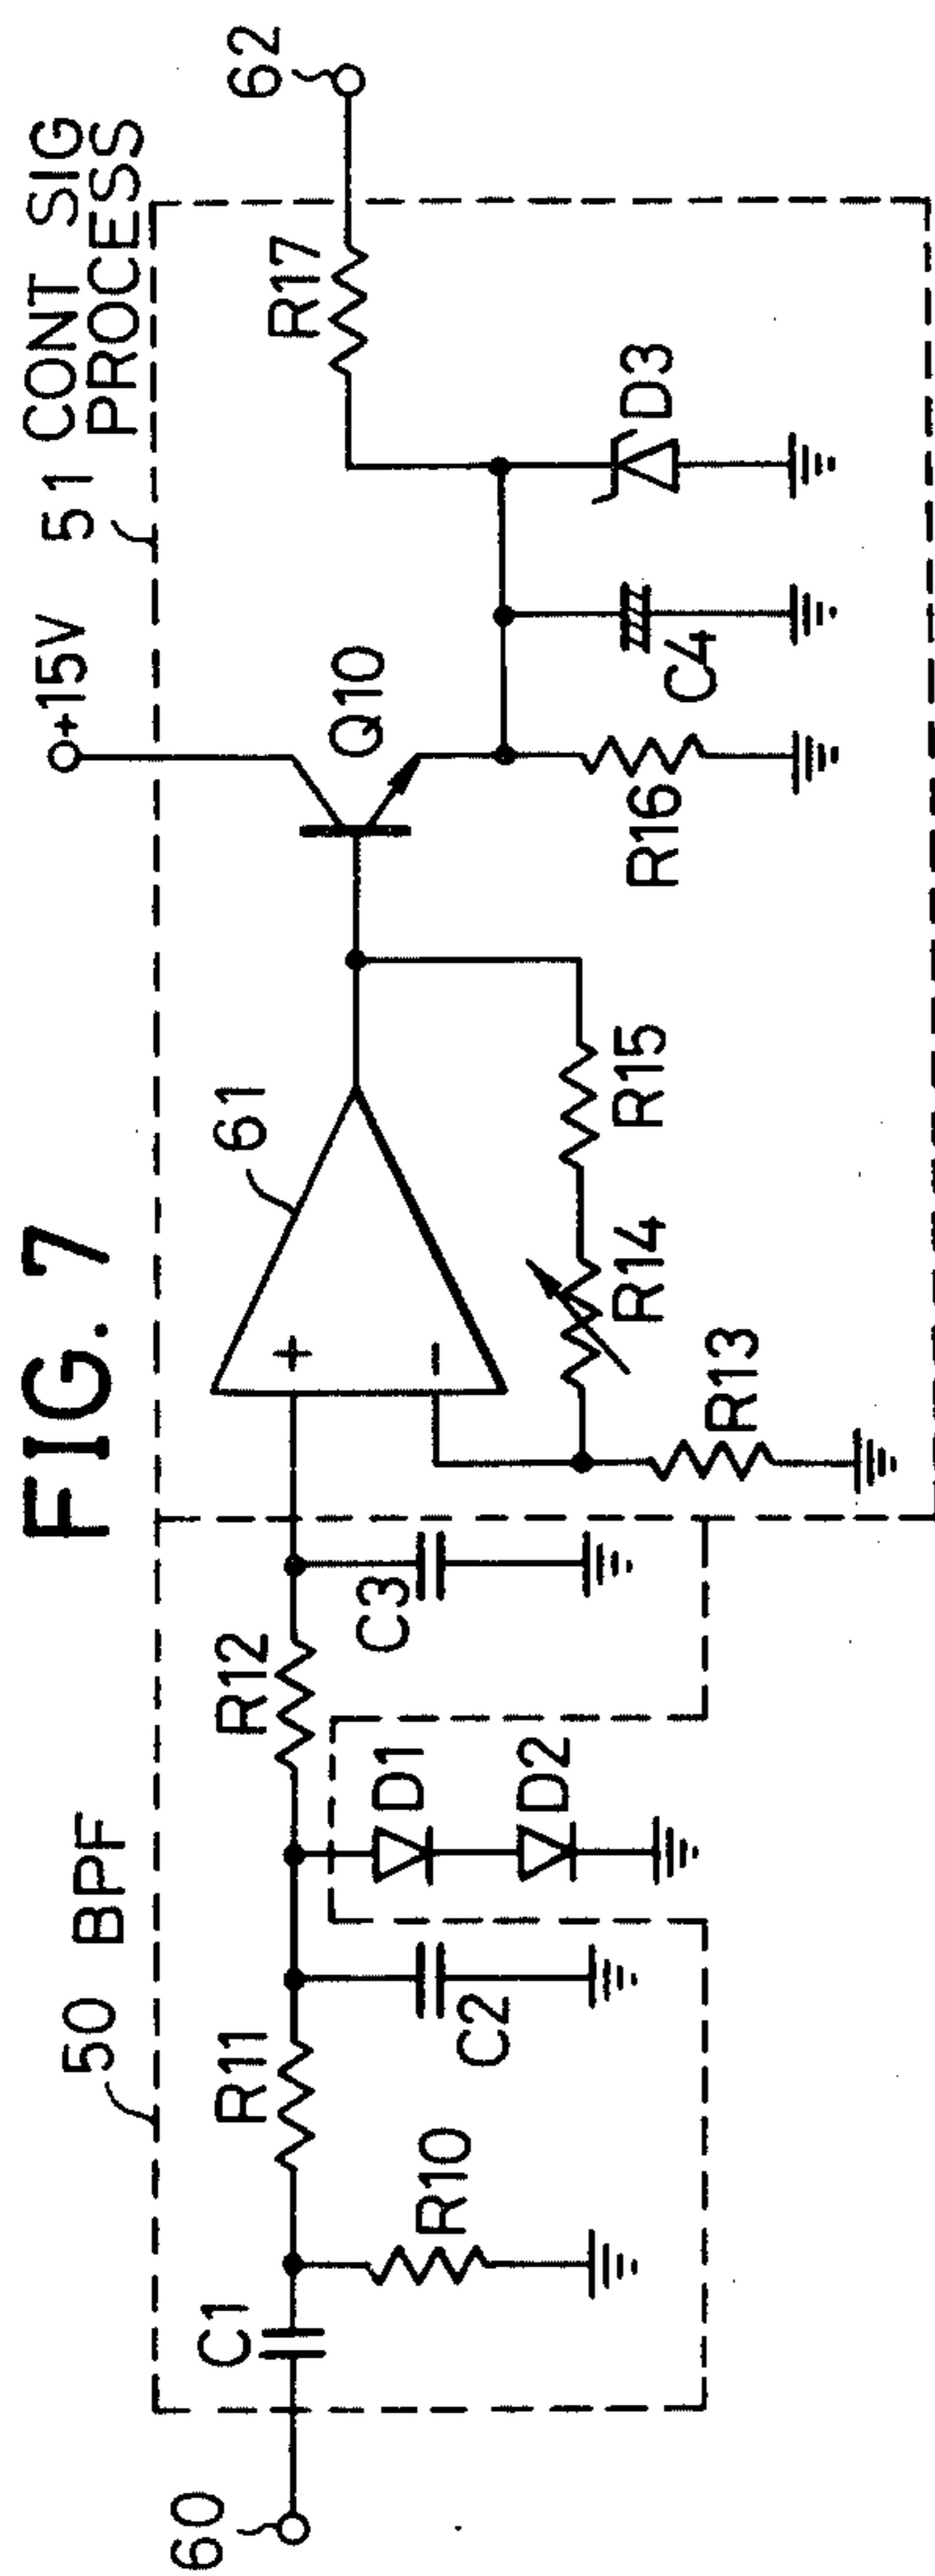 FIG. 7
50 BPF
+15V
51 CONT SIG
PROCESS
60
C1
R10
R11
C2
D1
D2
R12
C3
+
-
61
R13
R14
R15
Q10
R16
C4
D3
R17
62